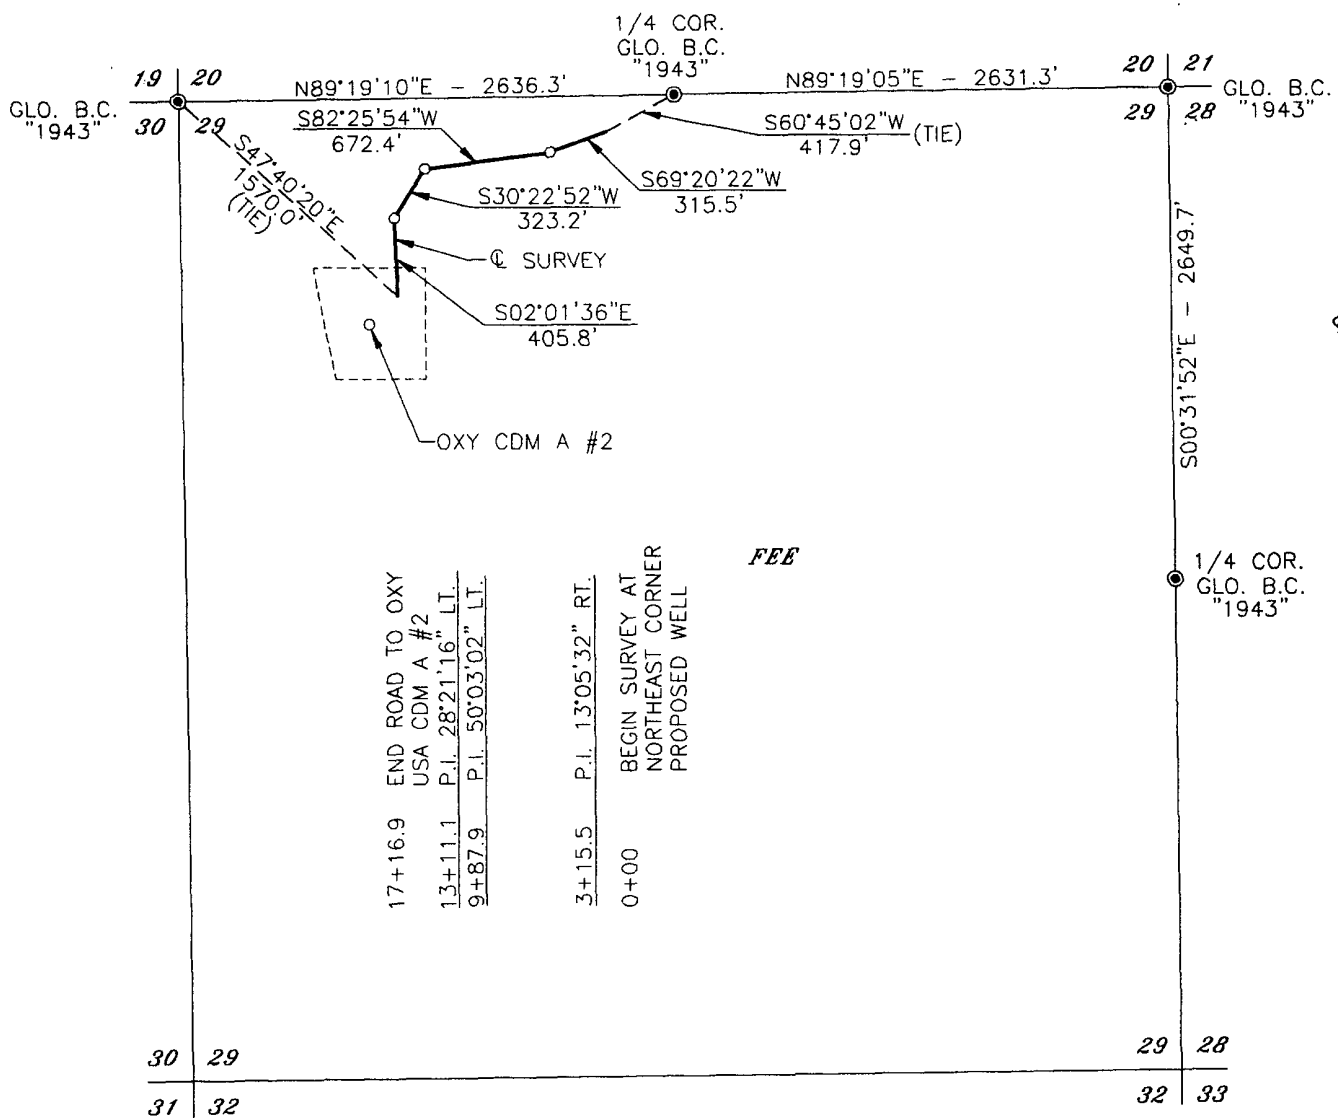 1/4 COR.
GLO. B.C.
"1943"
19 20
30 29
GLO. B.C.
"1943"
N89°19'10"E - 2636.3'
N89°19'05"E - 2631.3'
20 21
29 28
GLO. B.C.
"1943"
S82°25'54"W
672.4'
S60°45'02"W (TIE)
417.9'
S47°40'20"E
1570.0'
(TIE)
S69°20'22"W
315.5'
S30°22'52"W
323.2'
℄ SURVEY
S02°01'36"E
405.8'
S00°31'52"E - 2649.7'
OXY CDM A #2
FEE
1/4 COR.
GLO. B.C.
"1943"
17+16.9 END ROAD TO OXY
USA CDM A #2
13+11.1 P.I. 28°21'16" LT.
9+87.9 P.I. 50°03'02" LT.
3+15.5 P.I. 13°05'32" RT.
0+00 BEGIN SURVEY AT
NORTHEAST CORNER
PROPOSED WELL
30 29
31 32
29 28
32 33